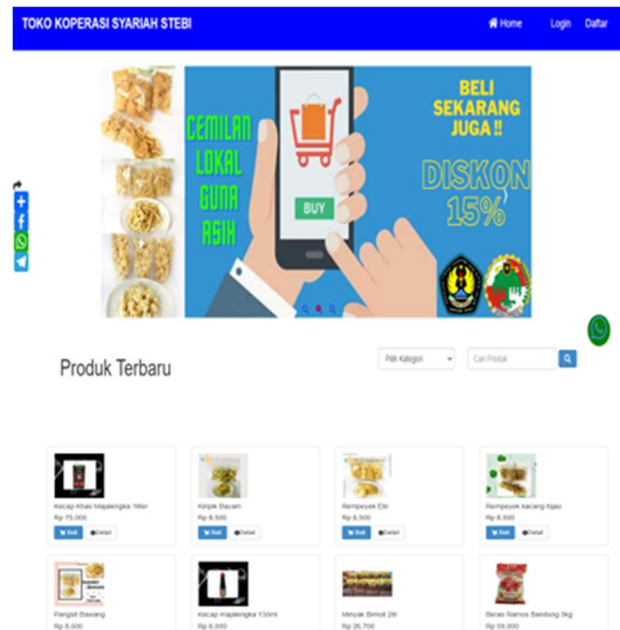 TOKO KOPERASI SYARIAH STEBI
Home Login Daftar
CEMILAN
LOKAL
GUNA
ASIH
BUY
BELI
SEKARANG
JUGA !!
DISKON
15%
Produk Terbaru
Pilih Kategori
Cari Produk
Kecap Khas Majalengka 1liter
Rp 75,000
Beli Detail
Kiripik Bayam
Rp 8,500
Beli Detail
Rempeyek Ebi
Rp 8,500
Beli Detail
Rempeyek kacang hijau
Rp 8,500
Beli Detail
Pangsit Bawang
Rp 8,500
Kecap majalengka 130ml
Rp 6,000
Minyak Bimoli 2ltr
Rp 26,700
Beras Ramos Bandung 5kg
Rp 59,900